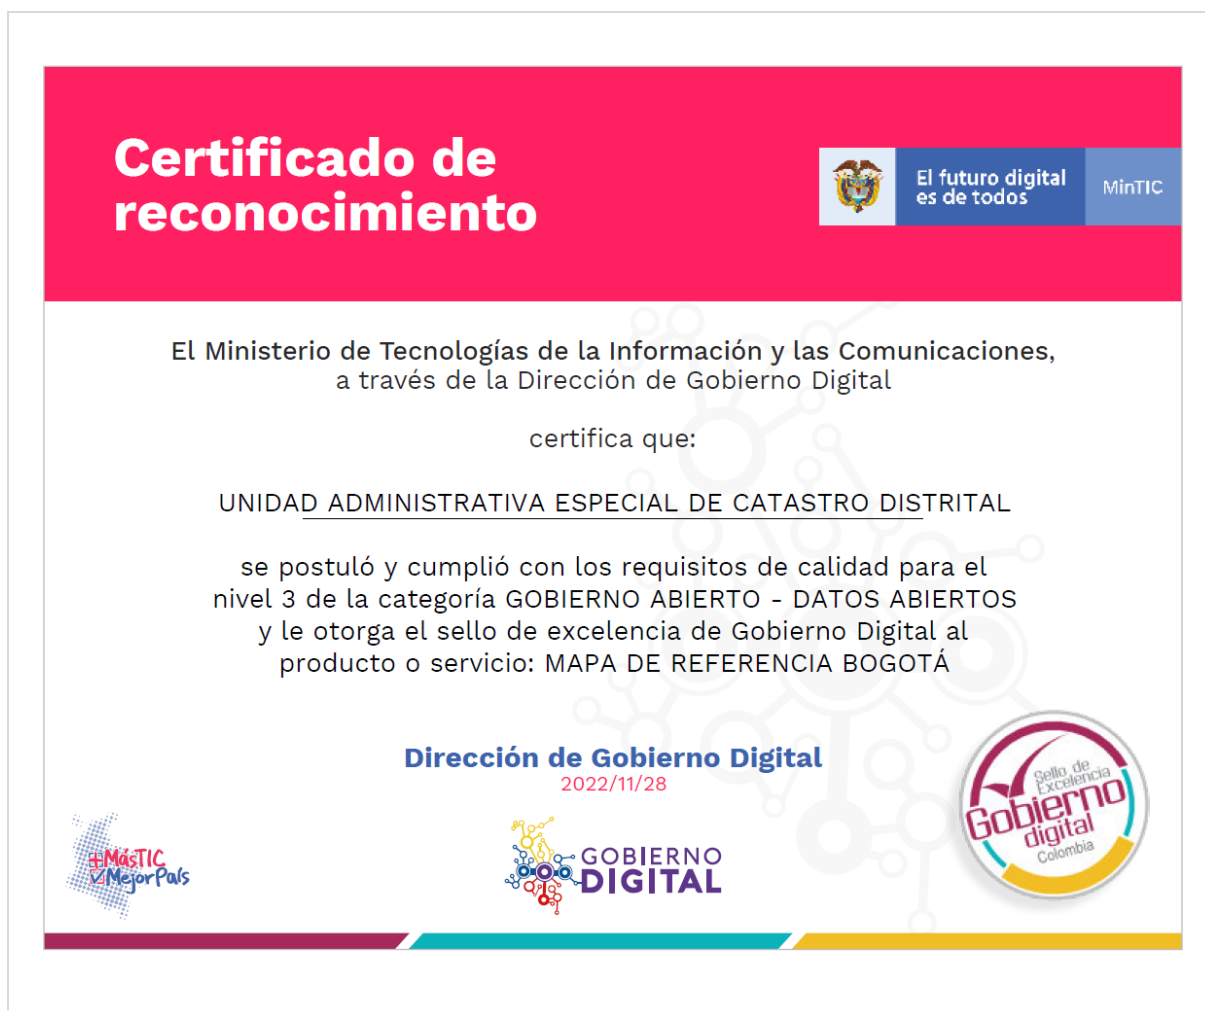 Certificado de
reconocimiento
El futuro digital
es de todos
MinTIC
El Ministerio de Tecnologías de la Información y las Comunicaciones,
a través de la Dirección de Gobierno Digital
certifica que:
UNIDAD ADMINISTRATIVA ESPECIAL DE CATASTRO DISTRITAL
se postuló y cumplió con los requisitos de calidad para el
nivel 3 de la categoría GOBIERNO ABIERTO - DATOS ABIERTOS
y le otorga el sello de excelencia de Gobierno Digital al
producto o servicio: MAPA DE REFERENCIA BOGOTÁ
Dirección de Gobierno Digital
2022/11/28
+MásTIC
MejorPaís
GOBIERNO
DIGITAL
Sello de
Excelencia
Gobierno
digital
Colombia